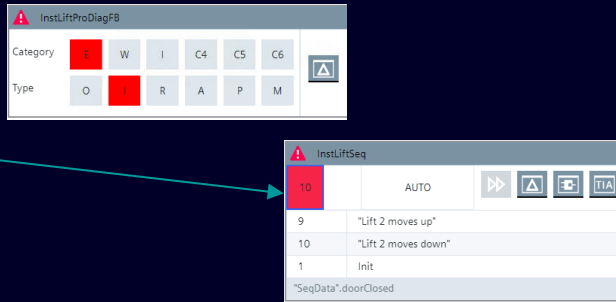 InstLiftProDiagFB
Category E W I C4 C5 C6
Type O I R A P M
InstLiftSeq
10 AUTO TIA
9 "Lift 2 moves up"
10 "Lift 2 moves down"
1 Init
"SeqData".doorClosed